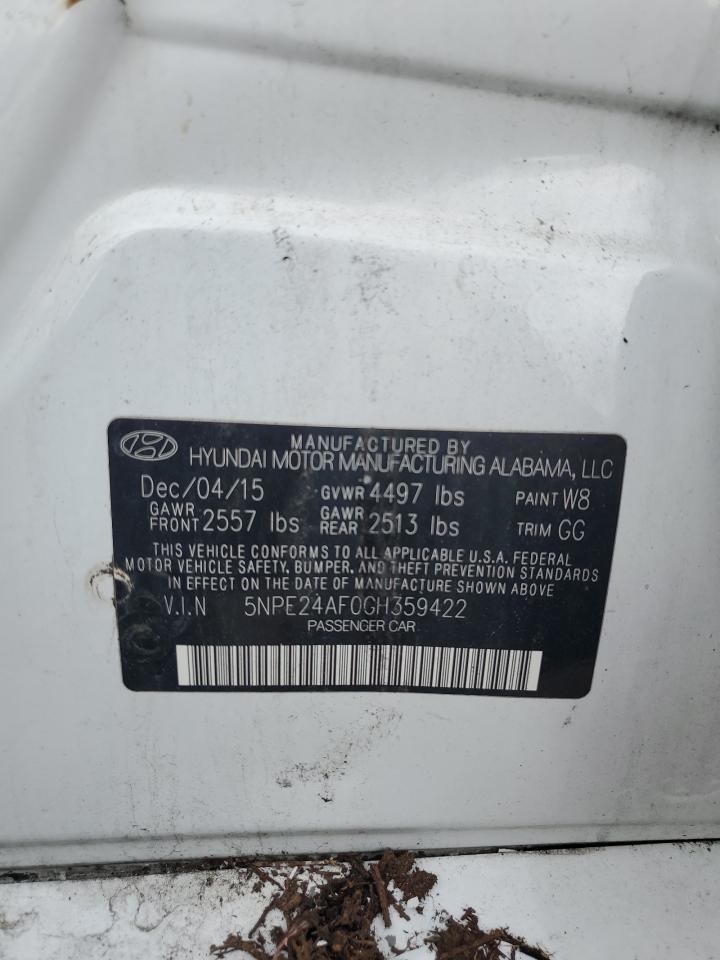 MANUFACTURED BY
HYUNDAI MOTOR MANUFACTURING ALABAMA, LLC
Dec/04/15 GVWR 4497 lbs PAINT W8
GAWR FRONT 2557 lbs GAWR REAR 2513 lbs TRIM GG
THIS VEHICLE CONFORMS TO ALL APPLICABLE U.S.A. FEDERAL
MOTOR VEHICLE SAFETY, BUMPER, AND THEFT PREVENTION STANDARDS
IN EFFECT ON THE DATE OF MANUFACTURE SHOWN ABOVE
V.I.N 5NPE24AF0GH359422
PASSENGER CAR